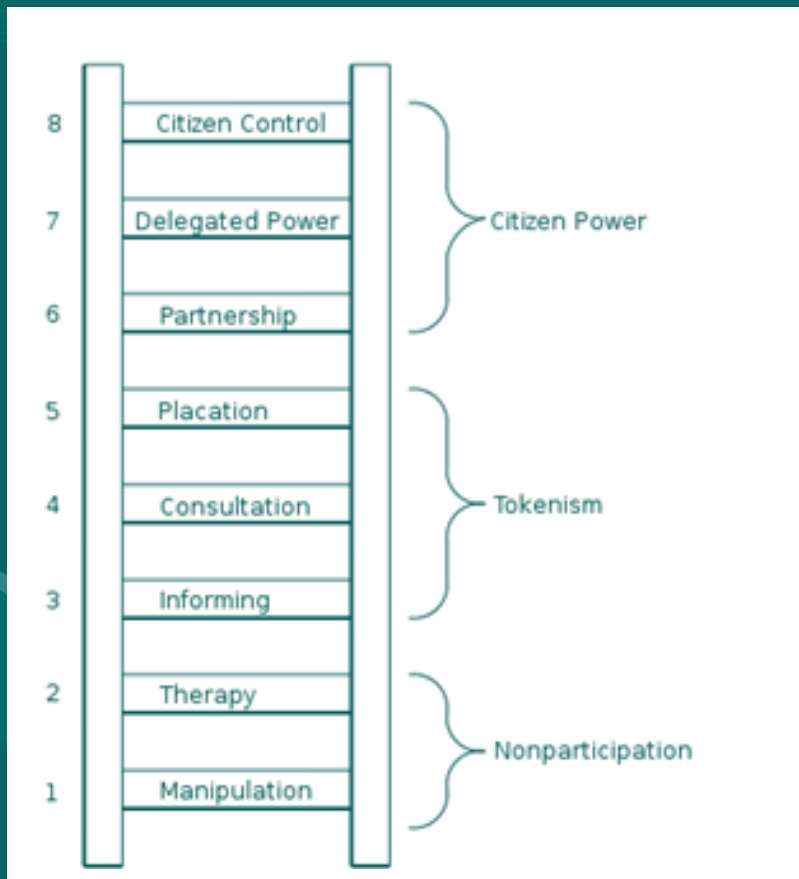 8 Citizen Control
7 Delegated Power
Citizen Power
6 Partnership
5 Placation
4 Consultation
Tokenism
3 Informing
2 Therapy
Nonparticipation
1 Manipulation